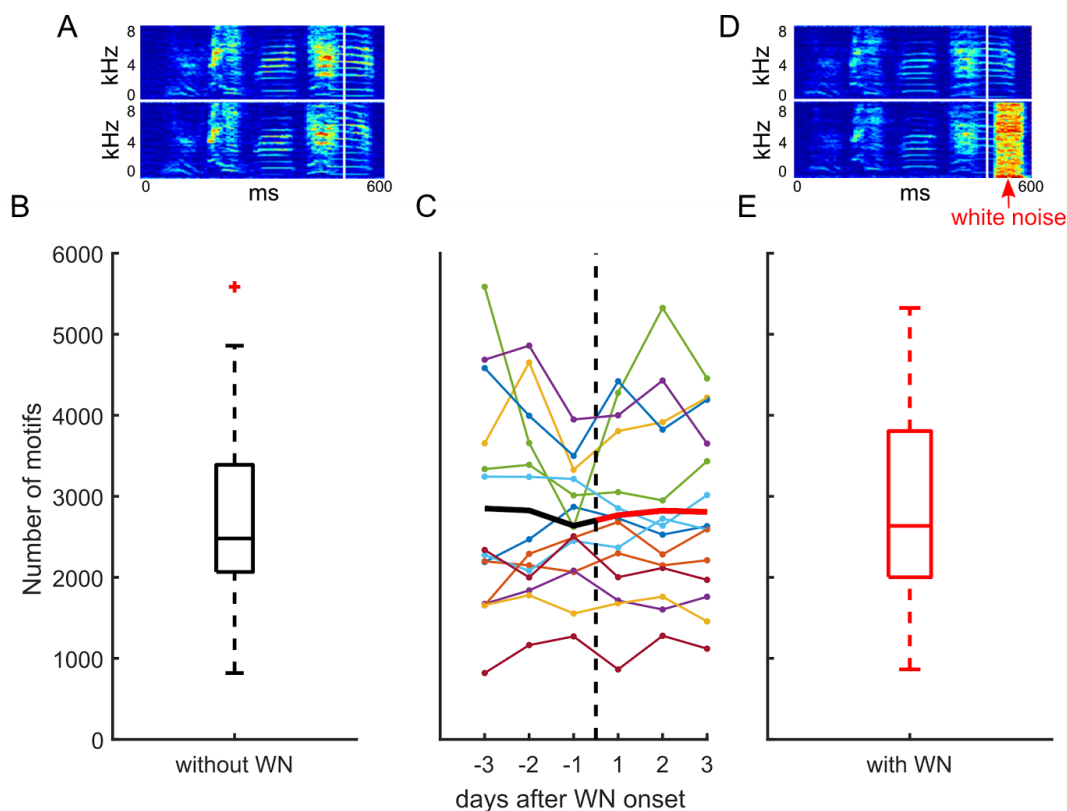 A
D
8
kHz
4
0
8
kHz
4
0
0
ms
600
8
kHz
4
0
8
kHz
4
0
0
ms
600
white noise
B
C
E
Number of motifs
6000
5000
4000
3000
2000
1000
0
without WN
-3 -2 -1 1 2 3
days after WN onset
with WN